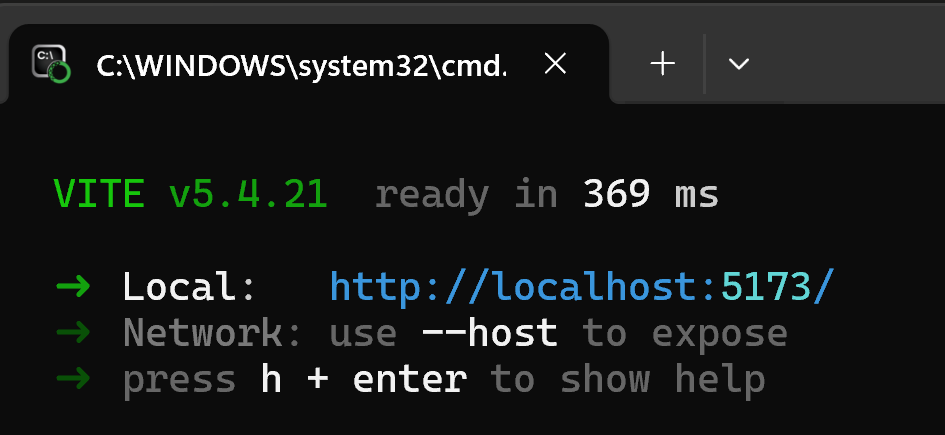 C:\WINDOWS\system32\cmd.
VITE v5.4.21  ready in 369 ms
➜ Local:   http://localhost:5173/
➜ Network: use --host to expose
➜ press h + enter to show help